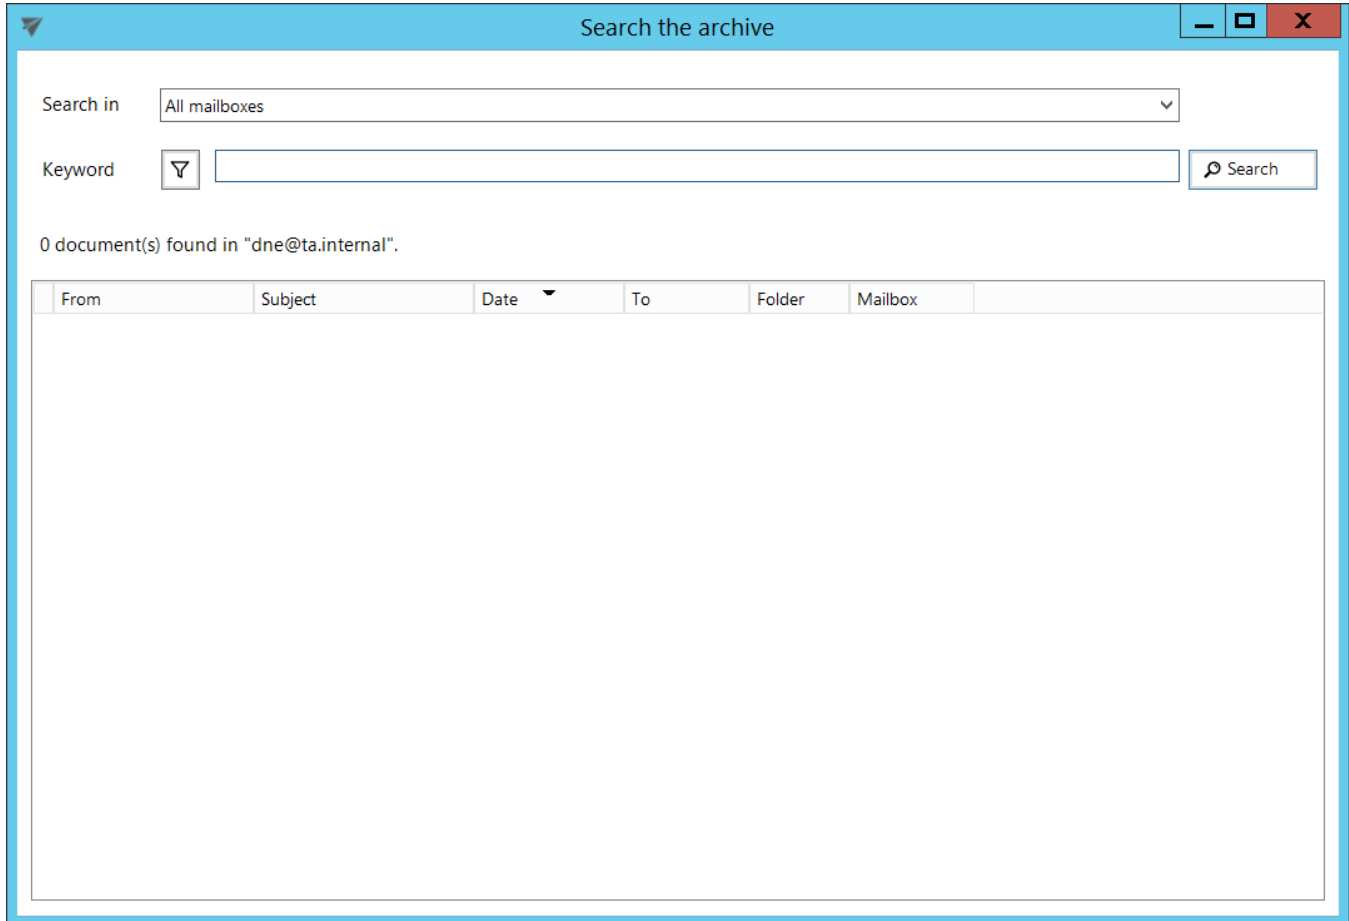 Search the archive
Search in All mailboxes
Keyword Search
0 document(s) found in "dne@ta.internal".
From Subject Date To Folder Mailbox